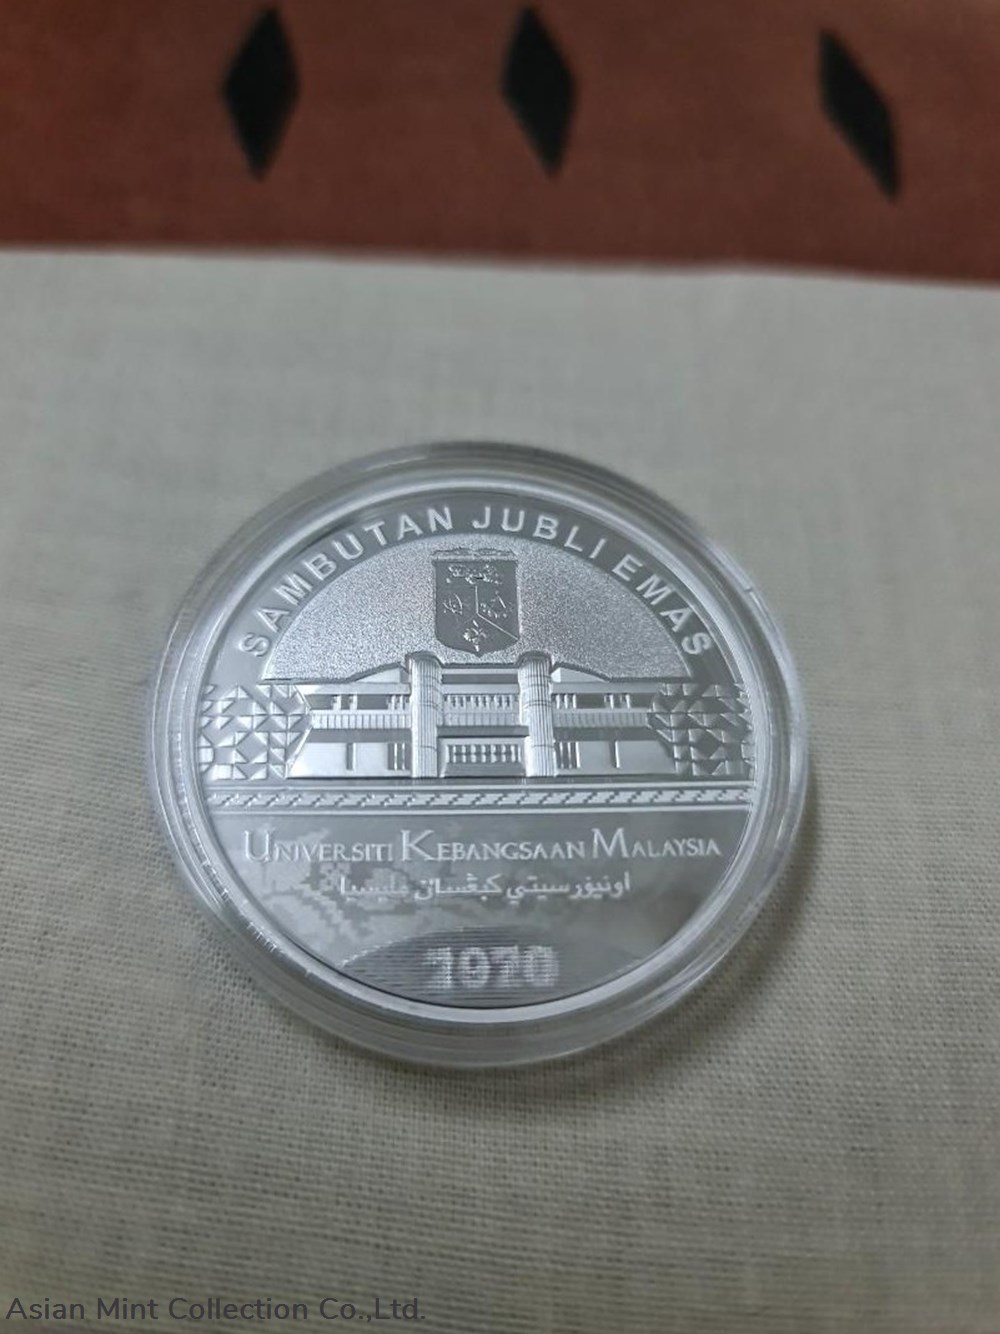 SAMBUTAN JUBLI EMAS
UNIVERSITI KEBANGSAAN MALAYSIA
اونيۏرسيتي كبڠسان مليسيا
1970
Asian Mint Collection Co.,Ltd.